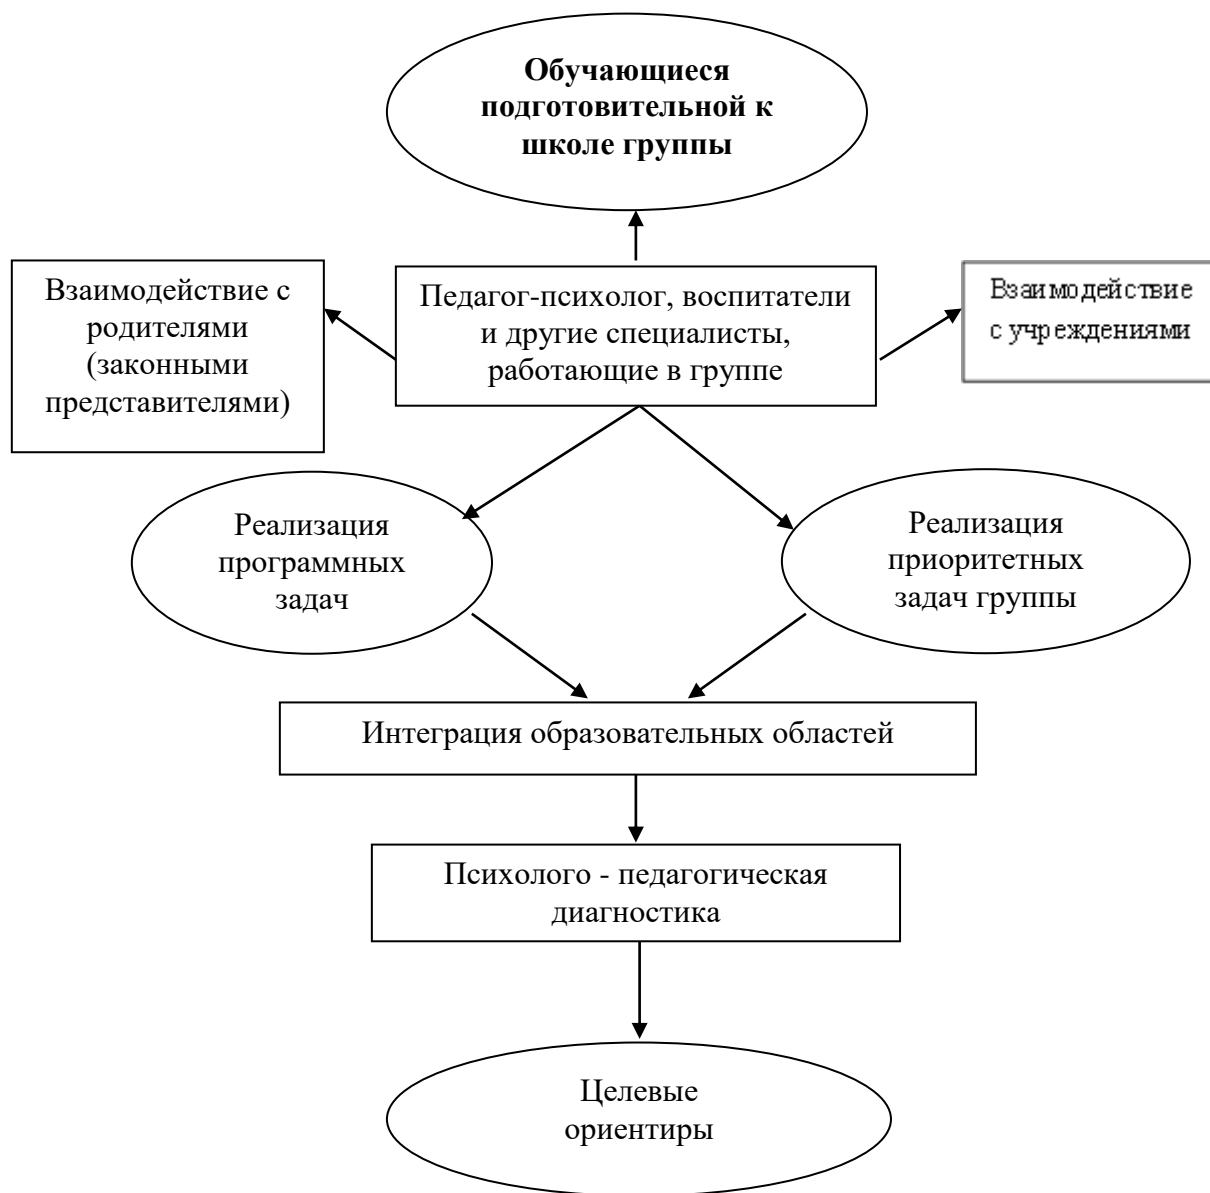 Обучающиеся
подготовительной к
школе группы
Взаимодействие с
родителями
(законными
представителями)
Педагог-психолог, воспитатели
и другие специалисты,
работающие в группе
Взаимодействие
с учреждениями
Реализация
программных
задач
Реализация
приоритетных
задач группы
Интеграция образовательных областей
Психолого - педагогическая
диагностика
Целевые
ориентиры